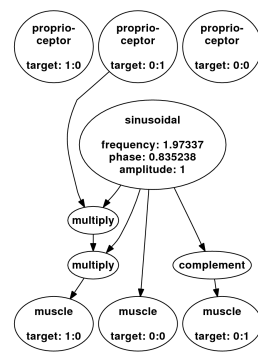 proprio-
ceptor
target: 1:0
proprio-
ceptor
target: 0:1
proprio-
ceptor
target: 0:0
sinusoidal
frequency: 1.97337
phase: 0.835238
amplitude: 1
multiply
multiply
complement
muscle
target: 1:0
muscle
target: 0:0
muscle
target: 0:1